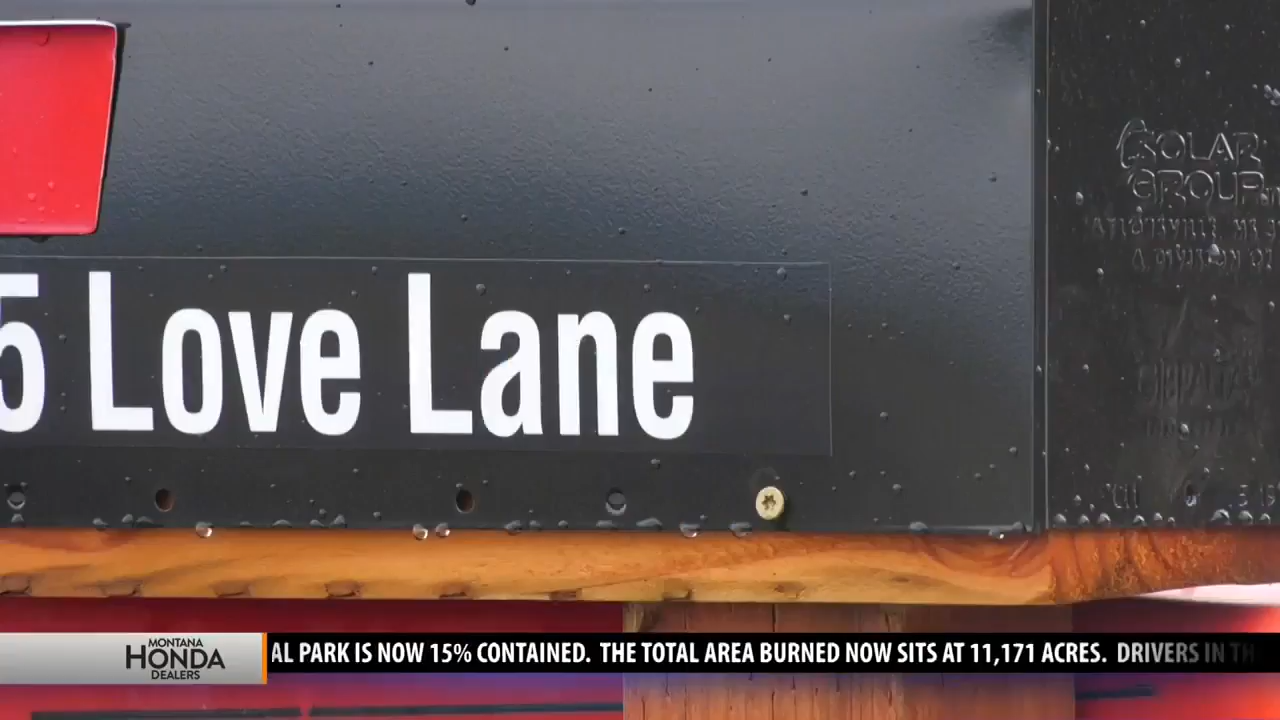 SOLAR
GROUP
5 Love Lane
MONTANA
HONDA
DEALERS
AL PARK IS NOW 15% CONTAINED. THE TOTAL AREA BURNED NOW SITS AT 11,171 ACRES. DRIVERS IN